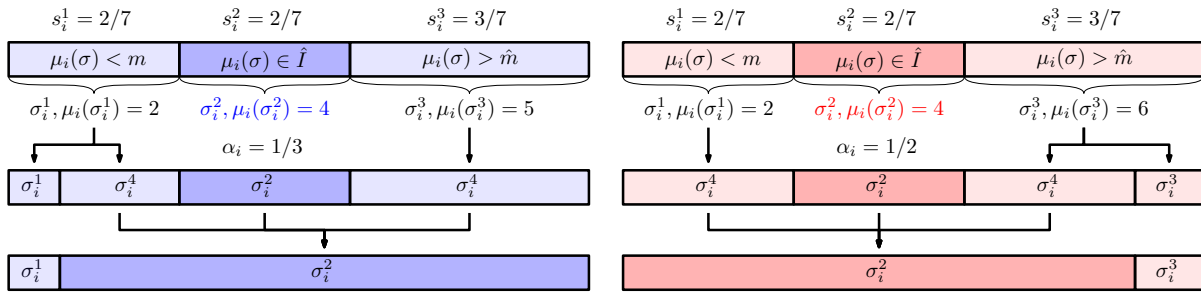 s_i^1 = 2/7 s_i^2 = 2/7 s_i^3 = 3/7
μ_i(σ) < m μ_i(σ) ∈ Î μ_i(σ) > m̂
σ_i^1, μ_i(σ_i^1) = 2 σ_i^2, μ_i(σ_i^2) = 4 σ_i^3, μ_i(σ_i^3) = 5
α_i = 1/3
σ_i^1 σ_i^4 σ_i^2 σ_i^4
σ_i^1 σ_i^2
s_i^1 = 2/7 s_i^2 = 2/7 s_i^3 = 3/7
μ_i(σ) < m μ_i(σ) ∈ Î μ_i(σ) > m̂
σ_i^1, μ_i(σ_i^1) = 2 σ_i^2, μ_i(σ_i^2) = 4 σ_i^3, μ_i(σ_i^3) = 6
α_i = 1/2
σ_i^4 σ_i^2 σ_i^4 σ_i^3
σ_i^2 σ_i^3